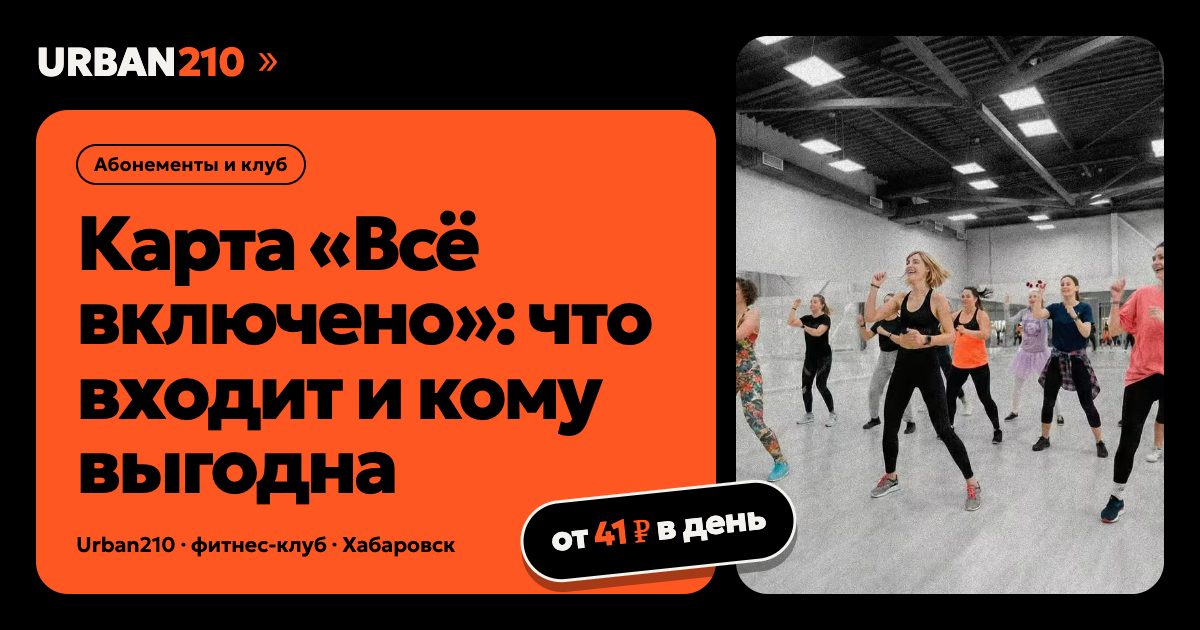 URBAN210 »
Абонементы и клуб
Карта «Всё
включено»: что
входит и кому
выгодна
Urban210 · фитнес-клуб · Хабаровск
от 41 ₽ в день